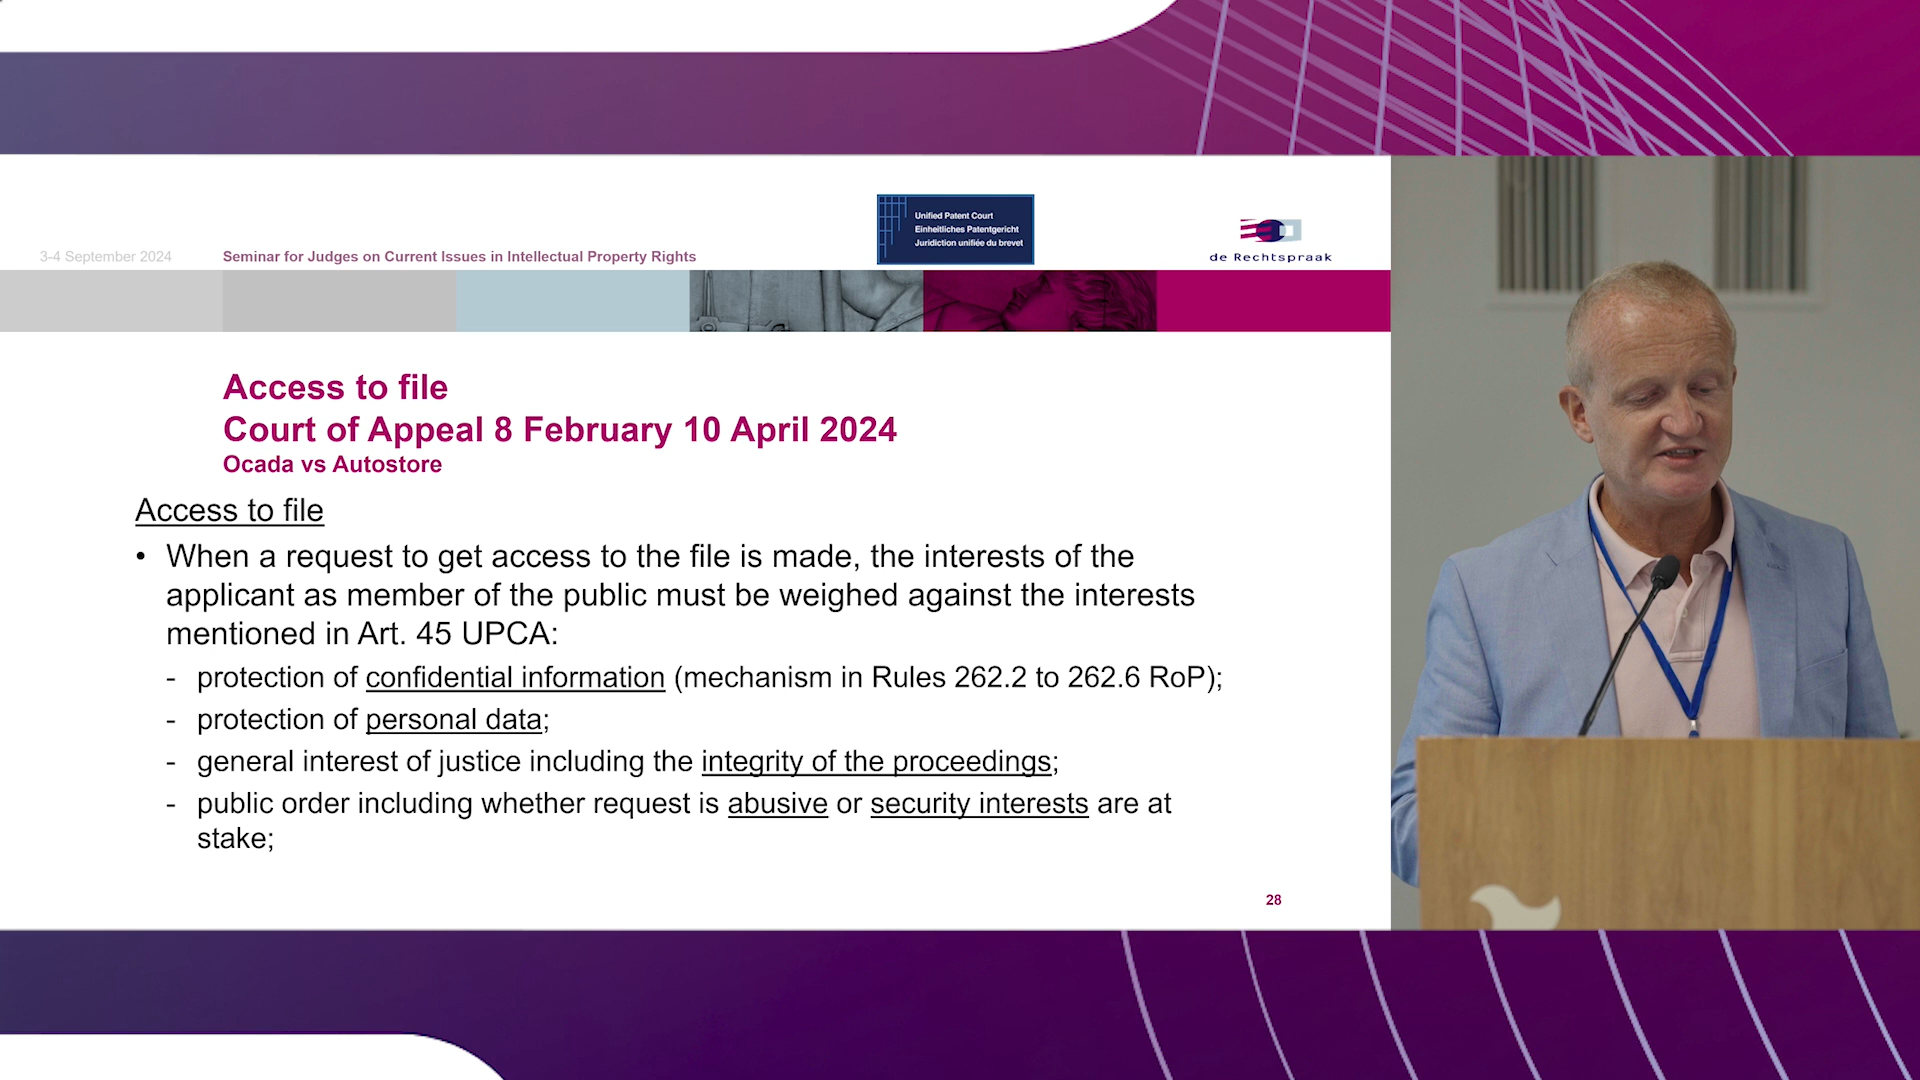 Unified Patent Court
Einheitliches Patentgericht
Juridiction unifiée du brevet
de Rechtspraak
3-4 September 2024
Seminar for Judges on Current Issues in Intellectual Property Rights
Access to file
Court of Appeal 8 February 10 April 2024
Ocada vs Autostore
Access to file
• When a request to get access to the file is made, the interests of the
applicant as member of the public must be weighed against the interests
mentioned in Art. 45 UPCA:
- protection of confidential information (mechanism in Rules 262.2 to 262.6 RoP);
- protection of personal data;
- general interest of justice including the integrity of the proceedings;
- public order including whether request is abusive or security interests are at
stake;
28